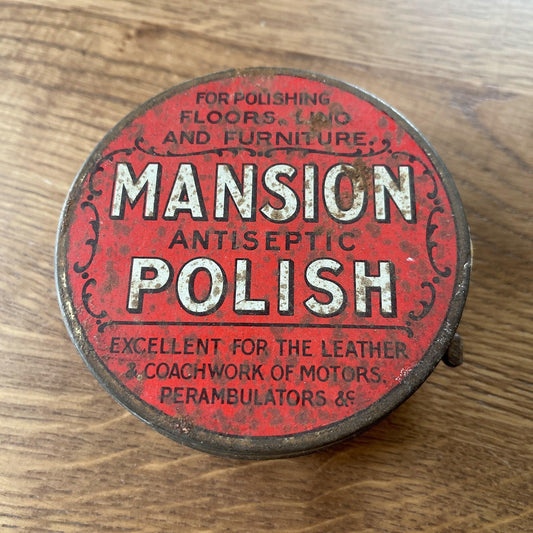 FOR POLISHING
FLOORS, LINO
AND FURNITURE.
MANSION
ANTISEPTIC
POLISH
EXCELLENT FOR THE LEATHER
& COACHWORK OF MOTORS,
PERAMBULATORS &C.